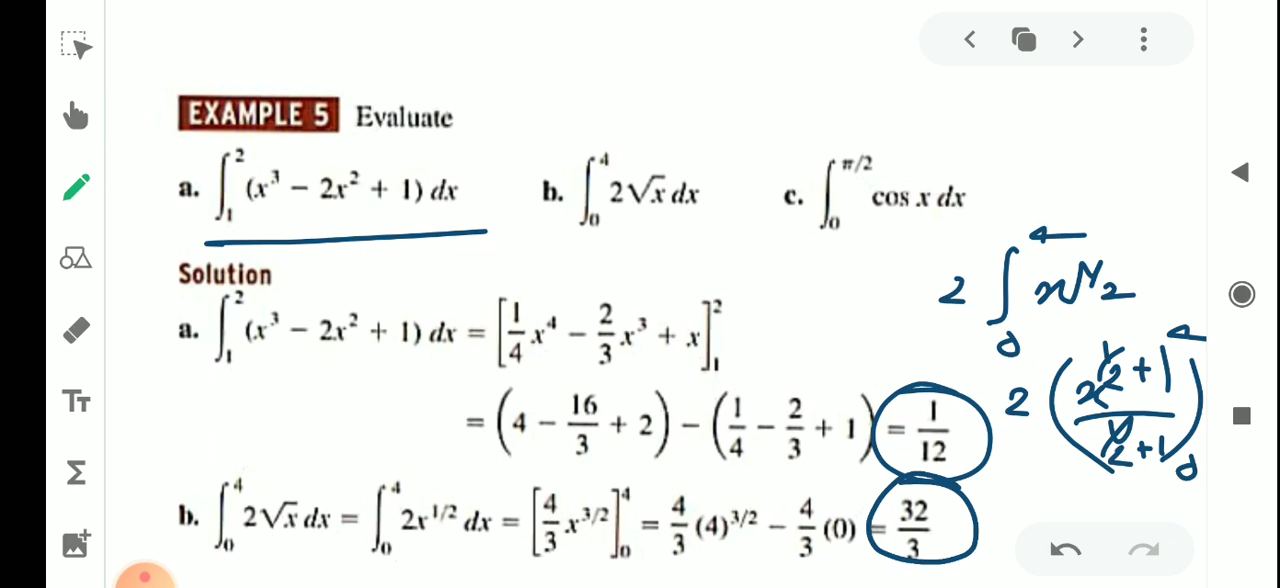 EXAMPLE 5 Evaluate
a. ∫₁² (x³ − 2x² + 1) dx b. ∫₀⁴ 2√x dx c. ∫₀^π/2 cos x dx
Solution
a. ∫₁² (x³ − 2x² + 1) dx = [1/4 x⁴ − 2/3 x³ + x]₁²
= (4 − 16/3 + 2) − (1/4 − 2/3 + 1) = 1/12
b. ∫₀⁴ 2√x dx = ∫₀⁴ 2x^1/2 dx = [4/3 x^3/2]₀⁴ = 4/3 (4)^3/2 − 4/3 (0) = 32/3
2 ∫₀⁴ x^1/2
2 (x^1/2+1 / 1/2+1)₀⁴
Tт
Σ